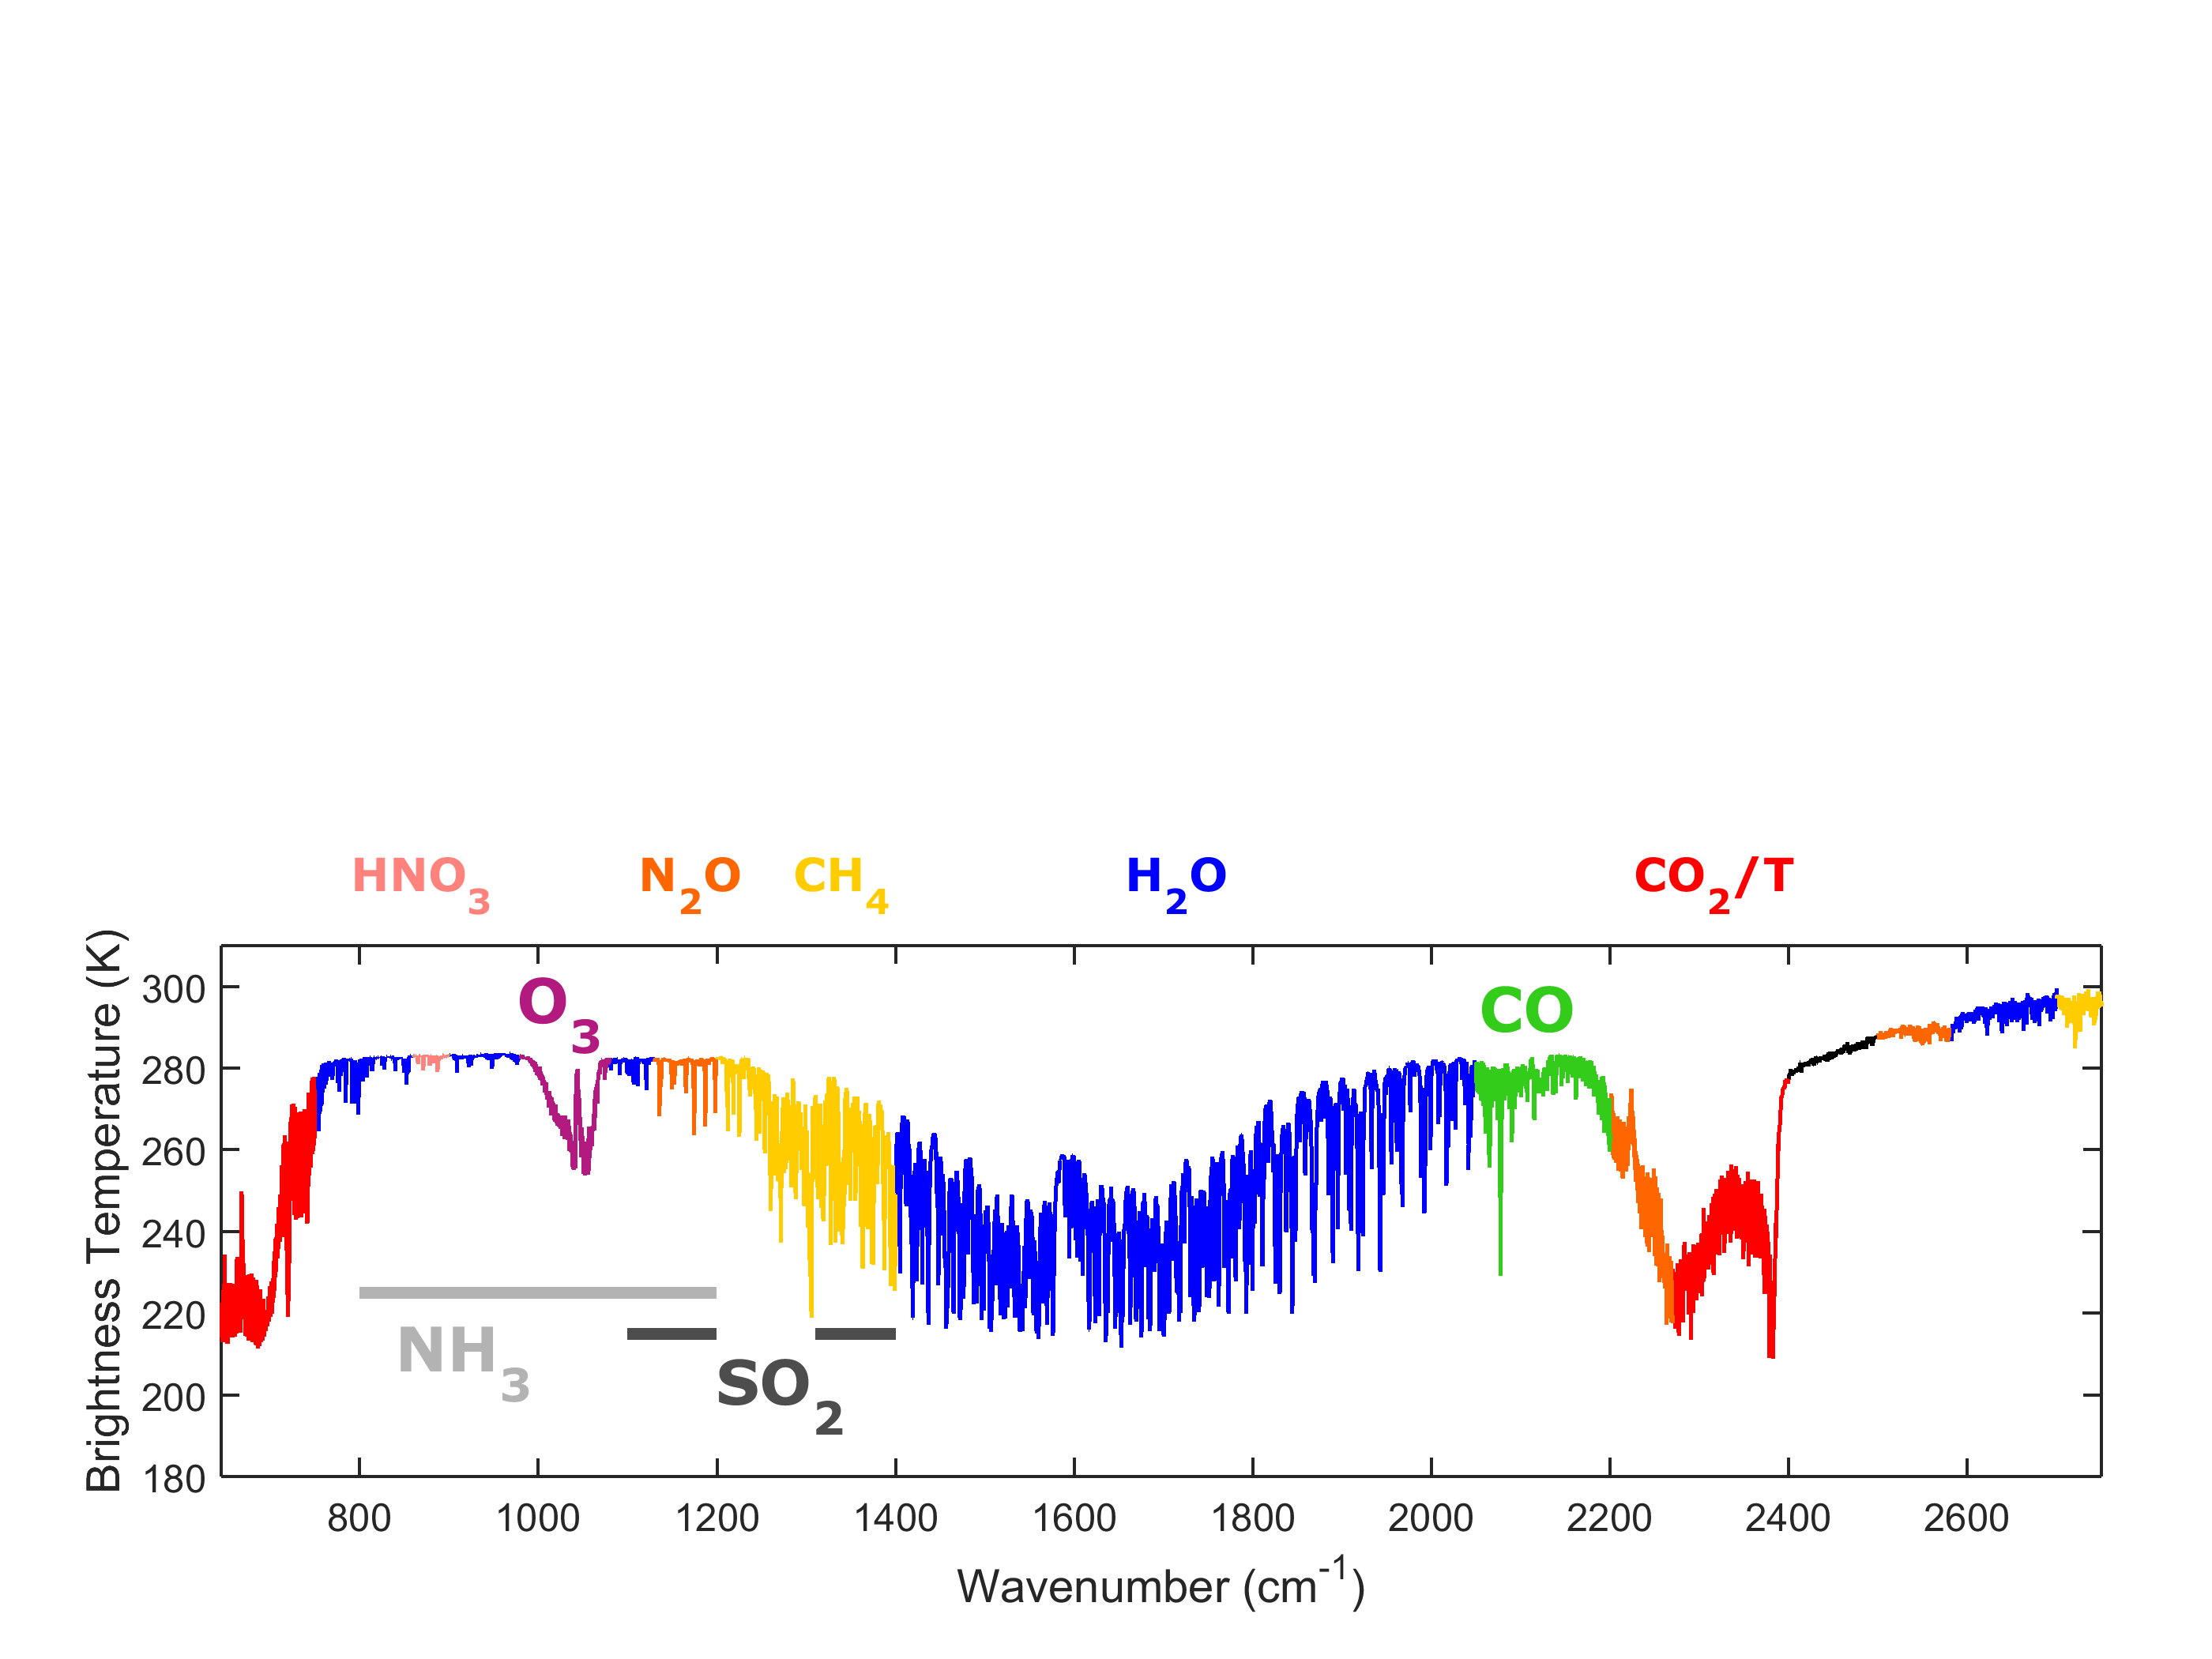 HNO3 N2O CH4 H2O CO2/T
O3 CO
NH3
SO2
Brightness Temperature (K)
300
280
260
240
220
200
180
800 1000 1200 1400 1600 1800 2000 2200 2400 2600
Wavenumber (cm-1)